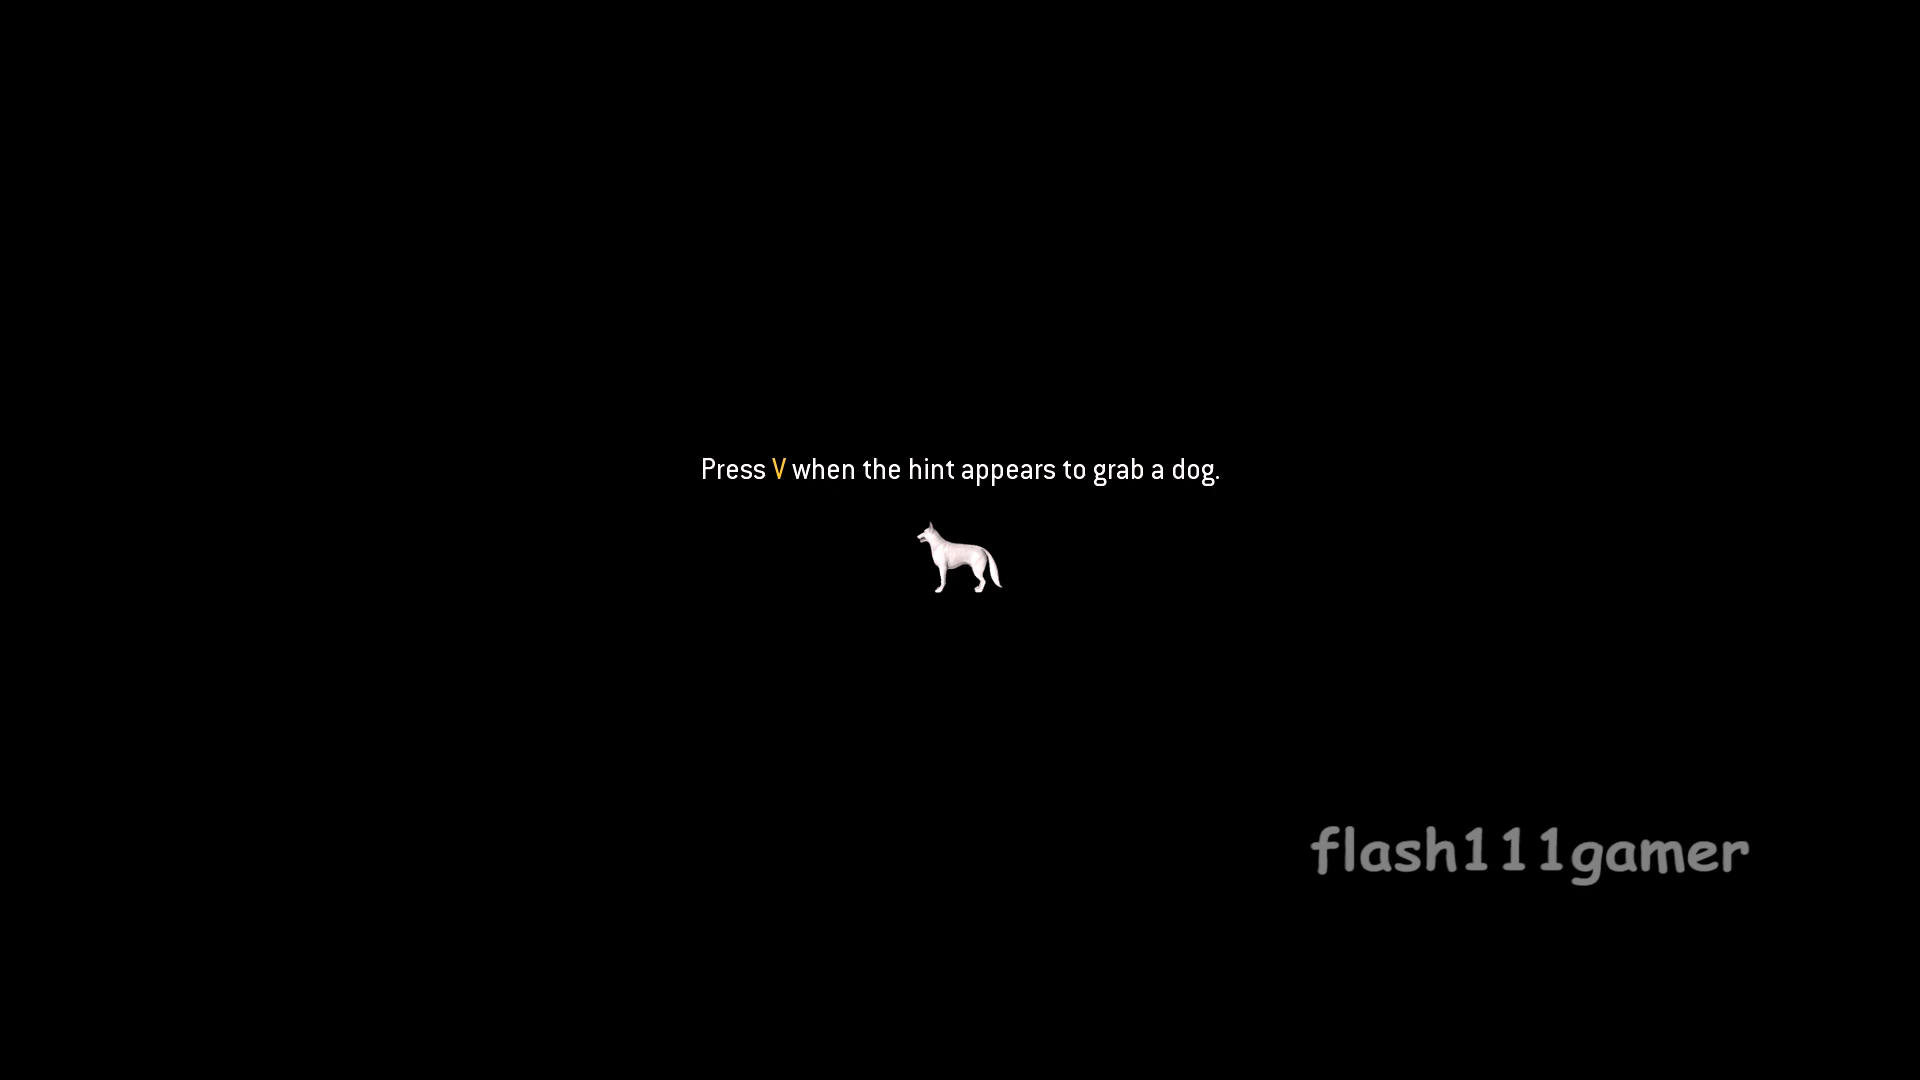 Press V when the hint appears to grab a dog.
flash111gamer